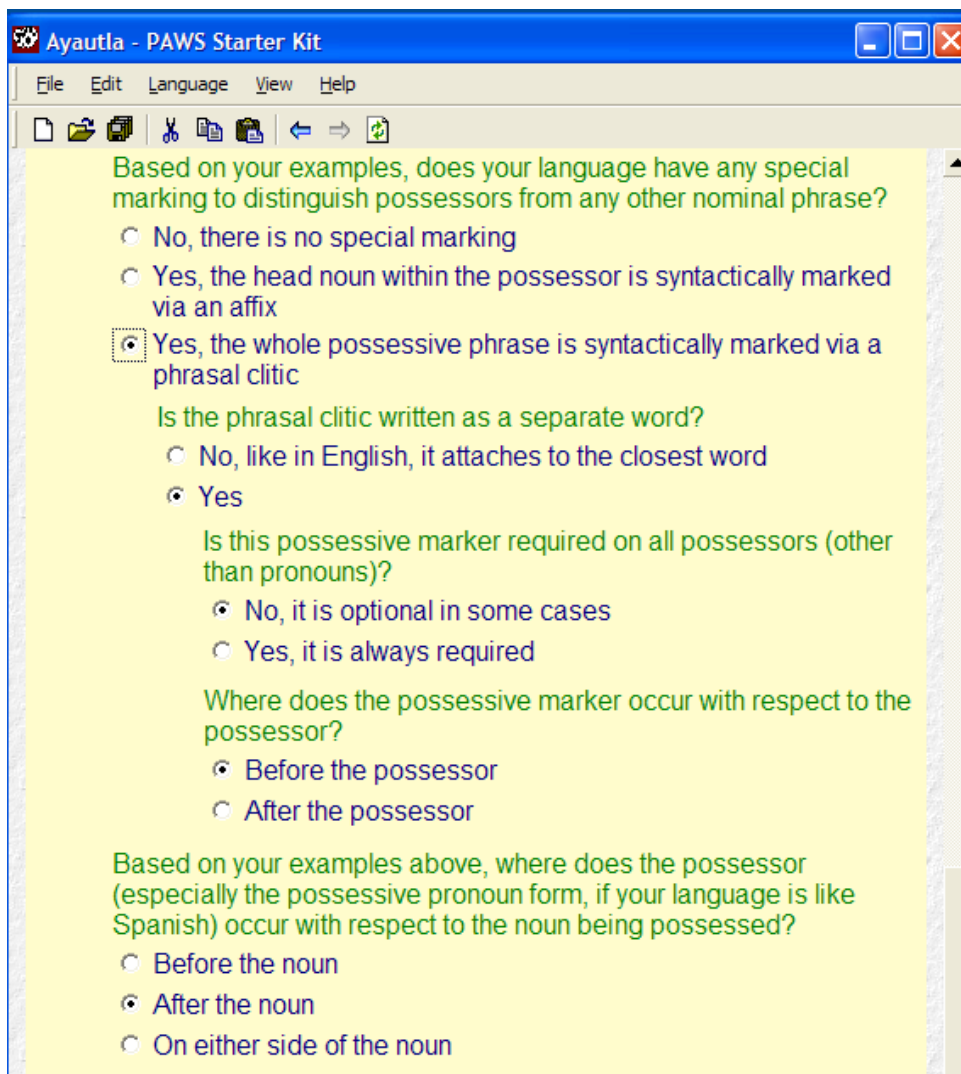 Ayautla - PAWS Starter Kit
File Edit Language View Help
Based on your examples, does your language have any special
marking to distinguish possessors from any other nominal phrase?
No, there is no special marking
Yes, the head noun within the possessor is syntactically marked
via an affix
Yes, the whole possessive phrase is syntactically marked via a
phrasal clitic
Is the phrasal clitic written as a separate word?
No, like in English, it attaches to the closest word
Yes
Is this possessive marker required on all possessors (other
than pronouns)?
No, it is optional in some cases
Yes, it is always required
Where does the possessive marker occur with respect to the
possessor?
Before the possessor
After the possessor
Based on your examples above, where does the possessor
(especially the possessive pronoun form, if your language is like
Spanish) occur with respect to the noun being possessed?
Before the noun
After the noun
On either side of the noun